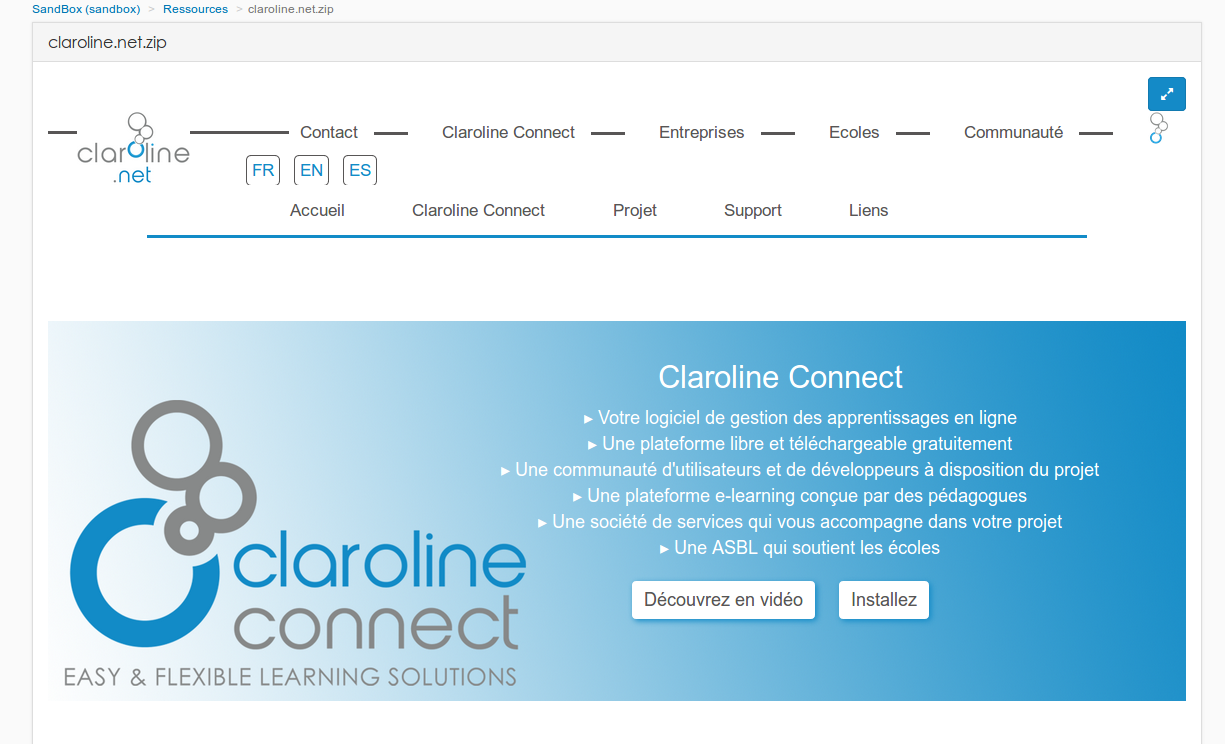 SandBox (sandbox) > Ressources > claroline.net.zip
claroline.net.zip
claroline
.net
Contact Claroline Connect Entreprises Ecoles Communauté
FR EN ES
Accueil Claroline Connect Projet Support Liens
Claroline Connect
▸ Votre logiciel de gestion des apprentissages en ligne
▸ Une plateforme libre et téléchargeable gratuitement
▸ Une communauté d'utilisateurs et de développeurs à disposition du projet
▸ Une plateforme e-learning conçue par des pédagogues
▸ Une société de services qui vous accompagne dans votre projet
▸ Une ASBL qui soutient les écoles
Découvrez en vidéo Installez
claroline
connect
EASY & FLEXIBLE LEARNING SOLUTIONS